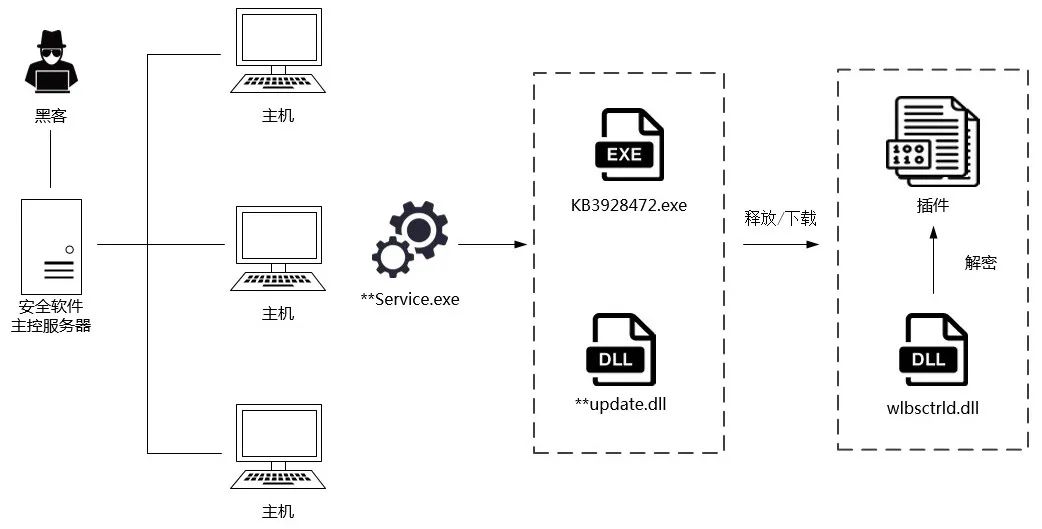 黑客
安全软件
主控服务器
主机
主机
主机
**Service.exe
EXE
KB3928472.exe
DLL
**update.dll
释放/下载
100
110
插件
解密
DLL
wlbsctrld.dll